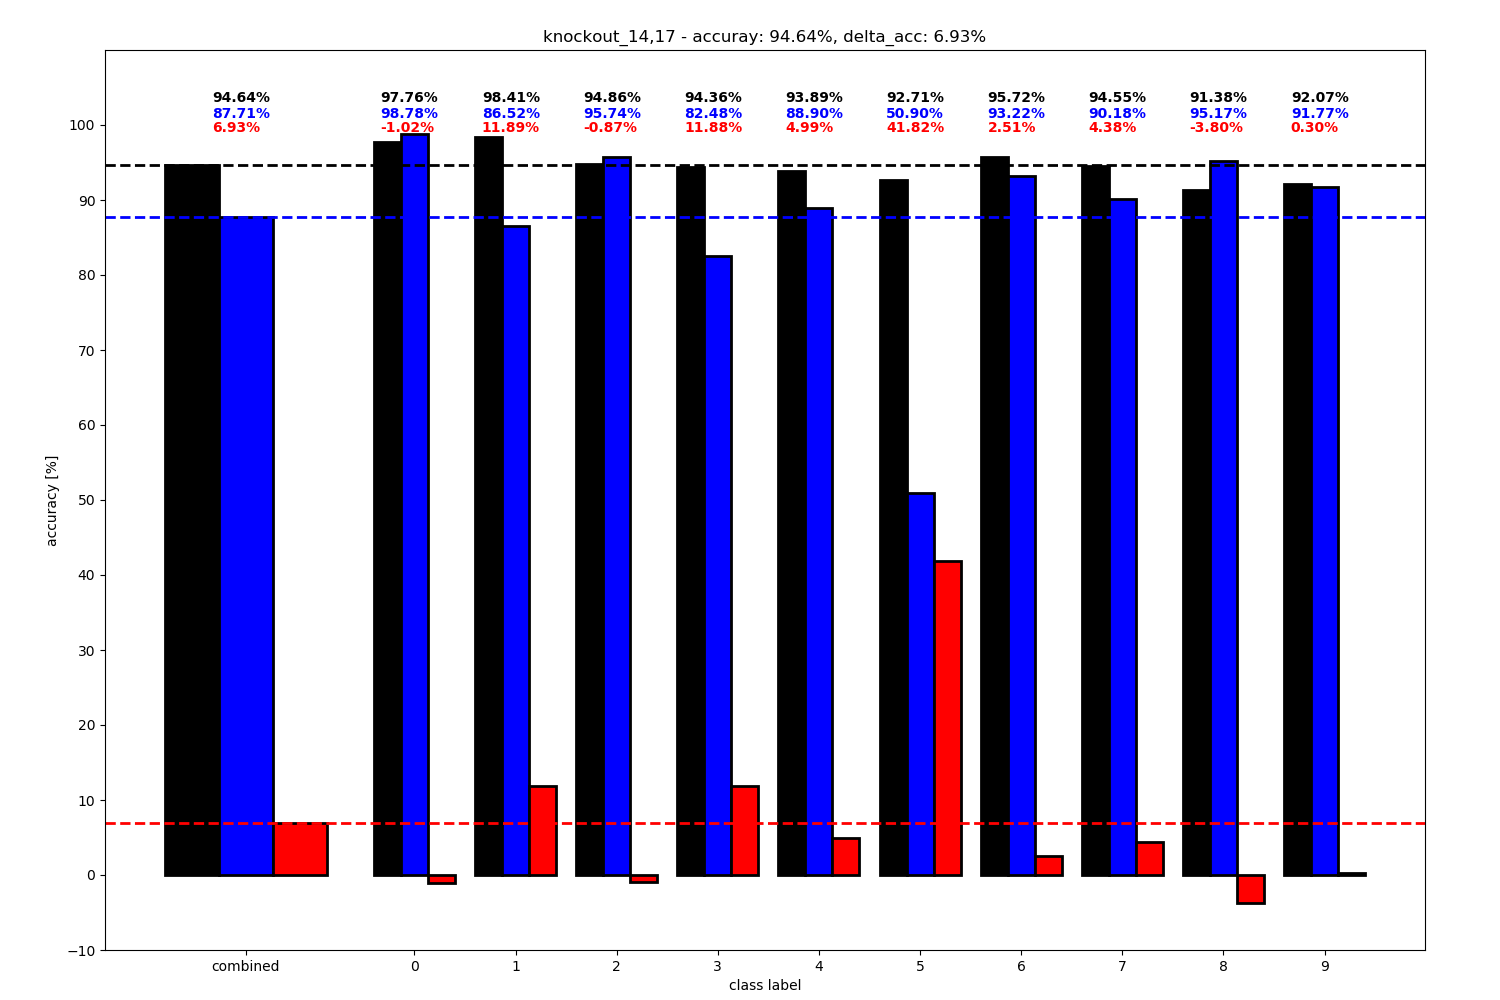 knockout_14,17 - accuray: 94.64%, delta_acc: 6.93%
94.64% 97.76% 98.41% 94.86% 94.36% 93.89% 92.71% 95.72% 94.55% 91.38% 92.07%
87.71% 98.78% 86.52% 95.74% 82.48% 88.90% 50.90% 93.22% 90.18% 95.17% 91.77%
6.93% -1.02% 11.89% -0.87% 11.88% 4.99% 41.82% 2.51% 4.38% -3.80% 0.30%
100
90
80
70
60
50
40
30
20
10
0
−10
accuracy [%]
combined 0 1 2 3 4 5 6 7 8 9
class label